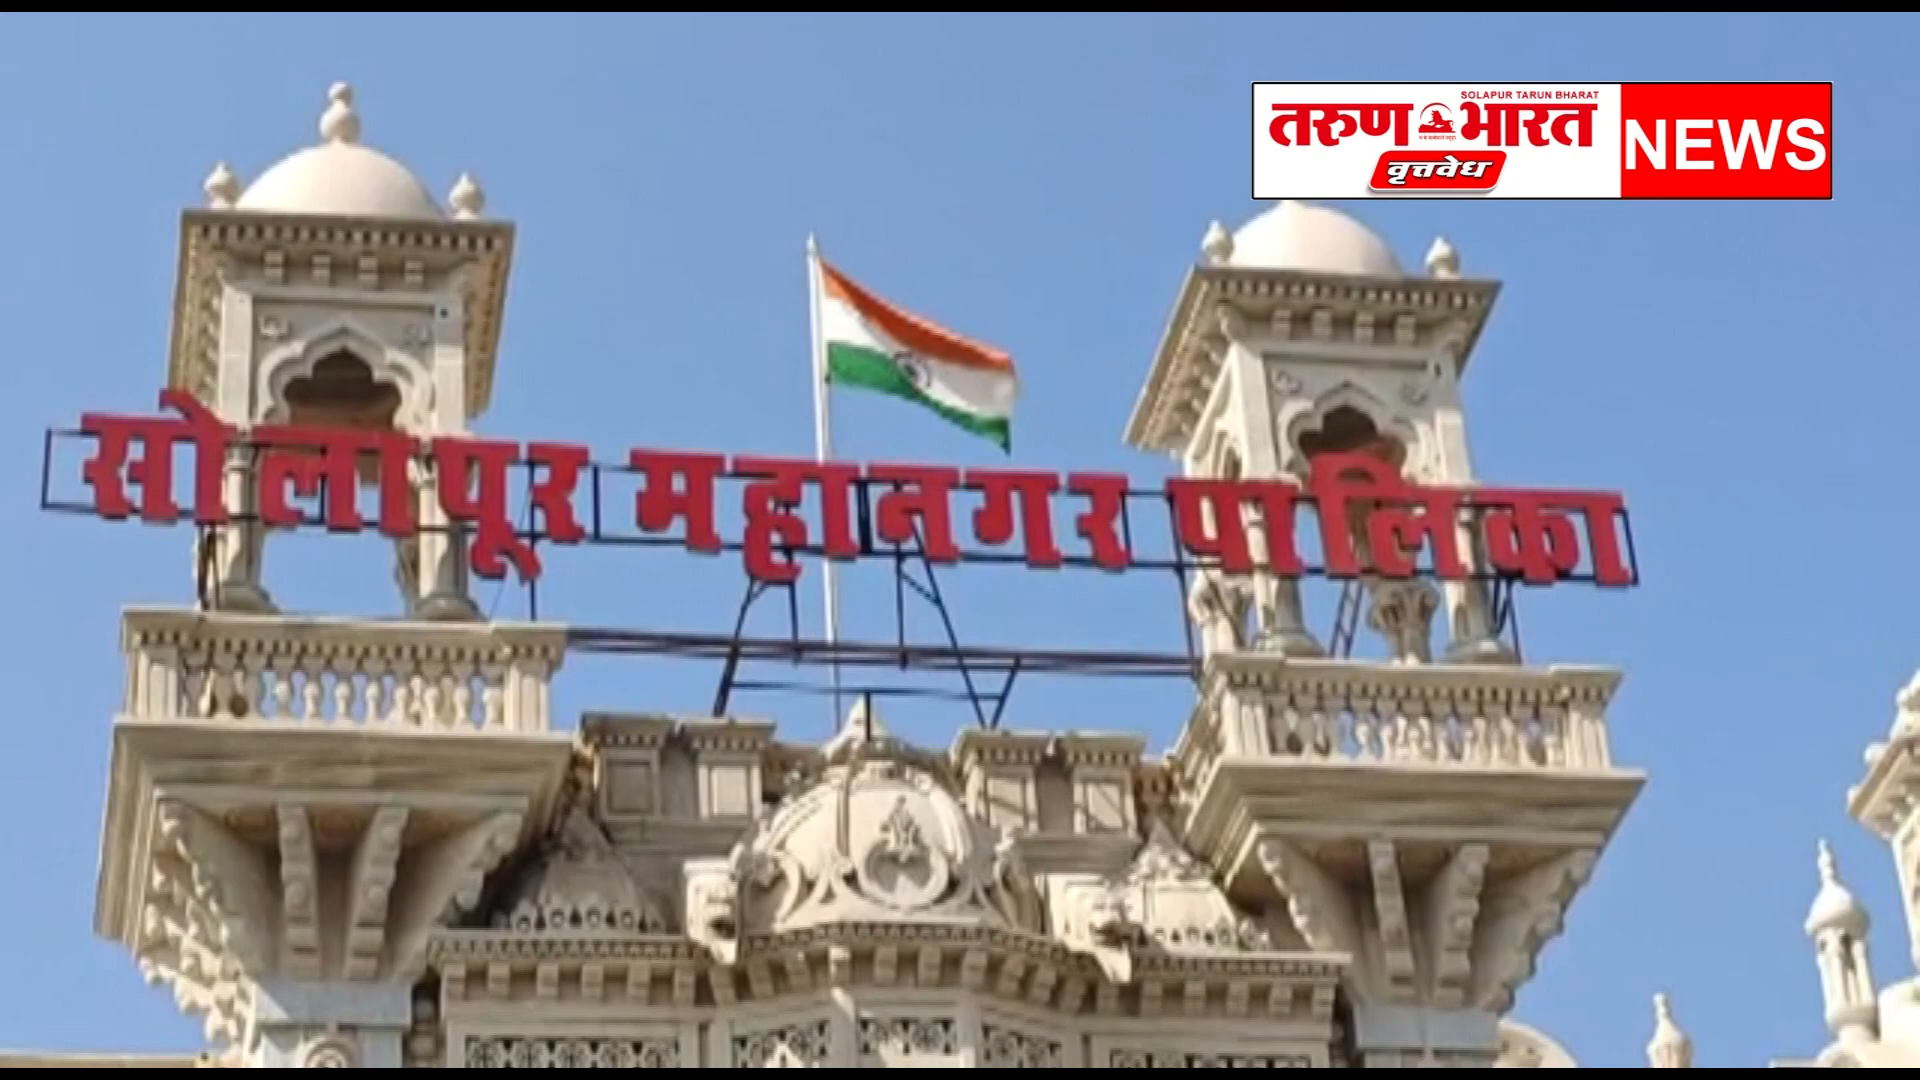 SOLAPUR TARUN BHARAT
तरुण भारत
NEWS
वृत्तवेध
सोलापूर महानगर पालिका